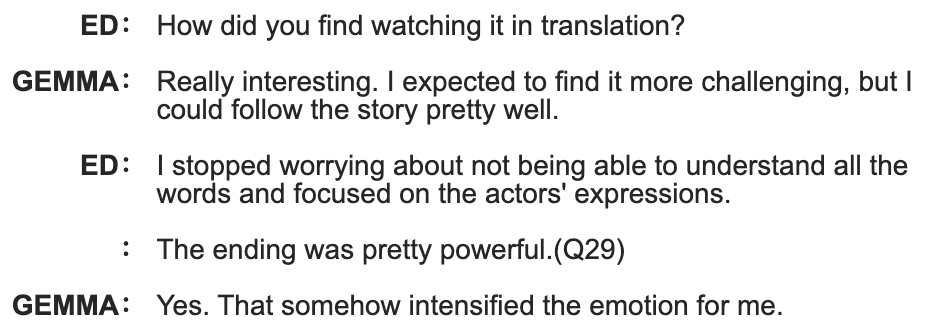 ED: How did you find watching it in translation?
GEMMA: Really interesting. I expected to find it more challenging, but I
could follow the story pretty well.
ED: I stopped worrying about not being able to understand all the
words and focused on the actors' expressions.
: The ending was pretty powerful.(Q29)
GEMMA: Yes. That somehow intensified the emotion for me.